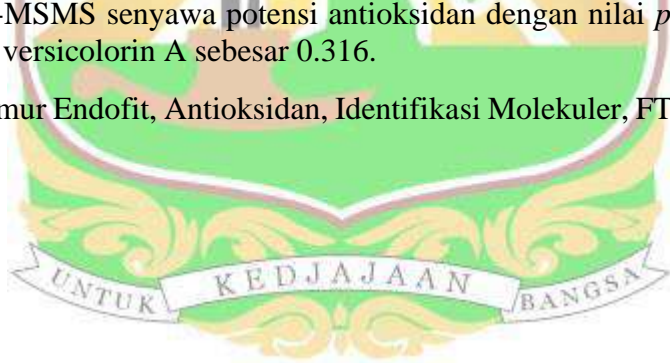 -MSMS senyawa potensi antioksidan dengan nilai p
versicolorin A sebesar 0.316.
mur Endofit, Antioksidan, Identifikasi Molekuler, FT
UNTUK KEDJAJAAN BANGSA